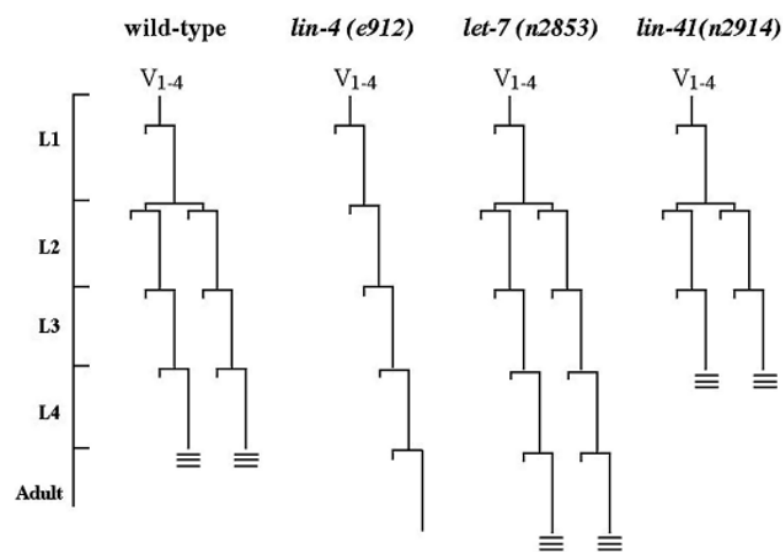 wild-type lin-4 (e912) let-7 (n2853) lin-41(n2914)
V1-4 V1-4 V1-4 V1-4
L1
L2
L3
L4
Adult